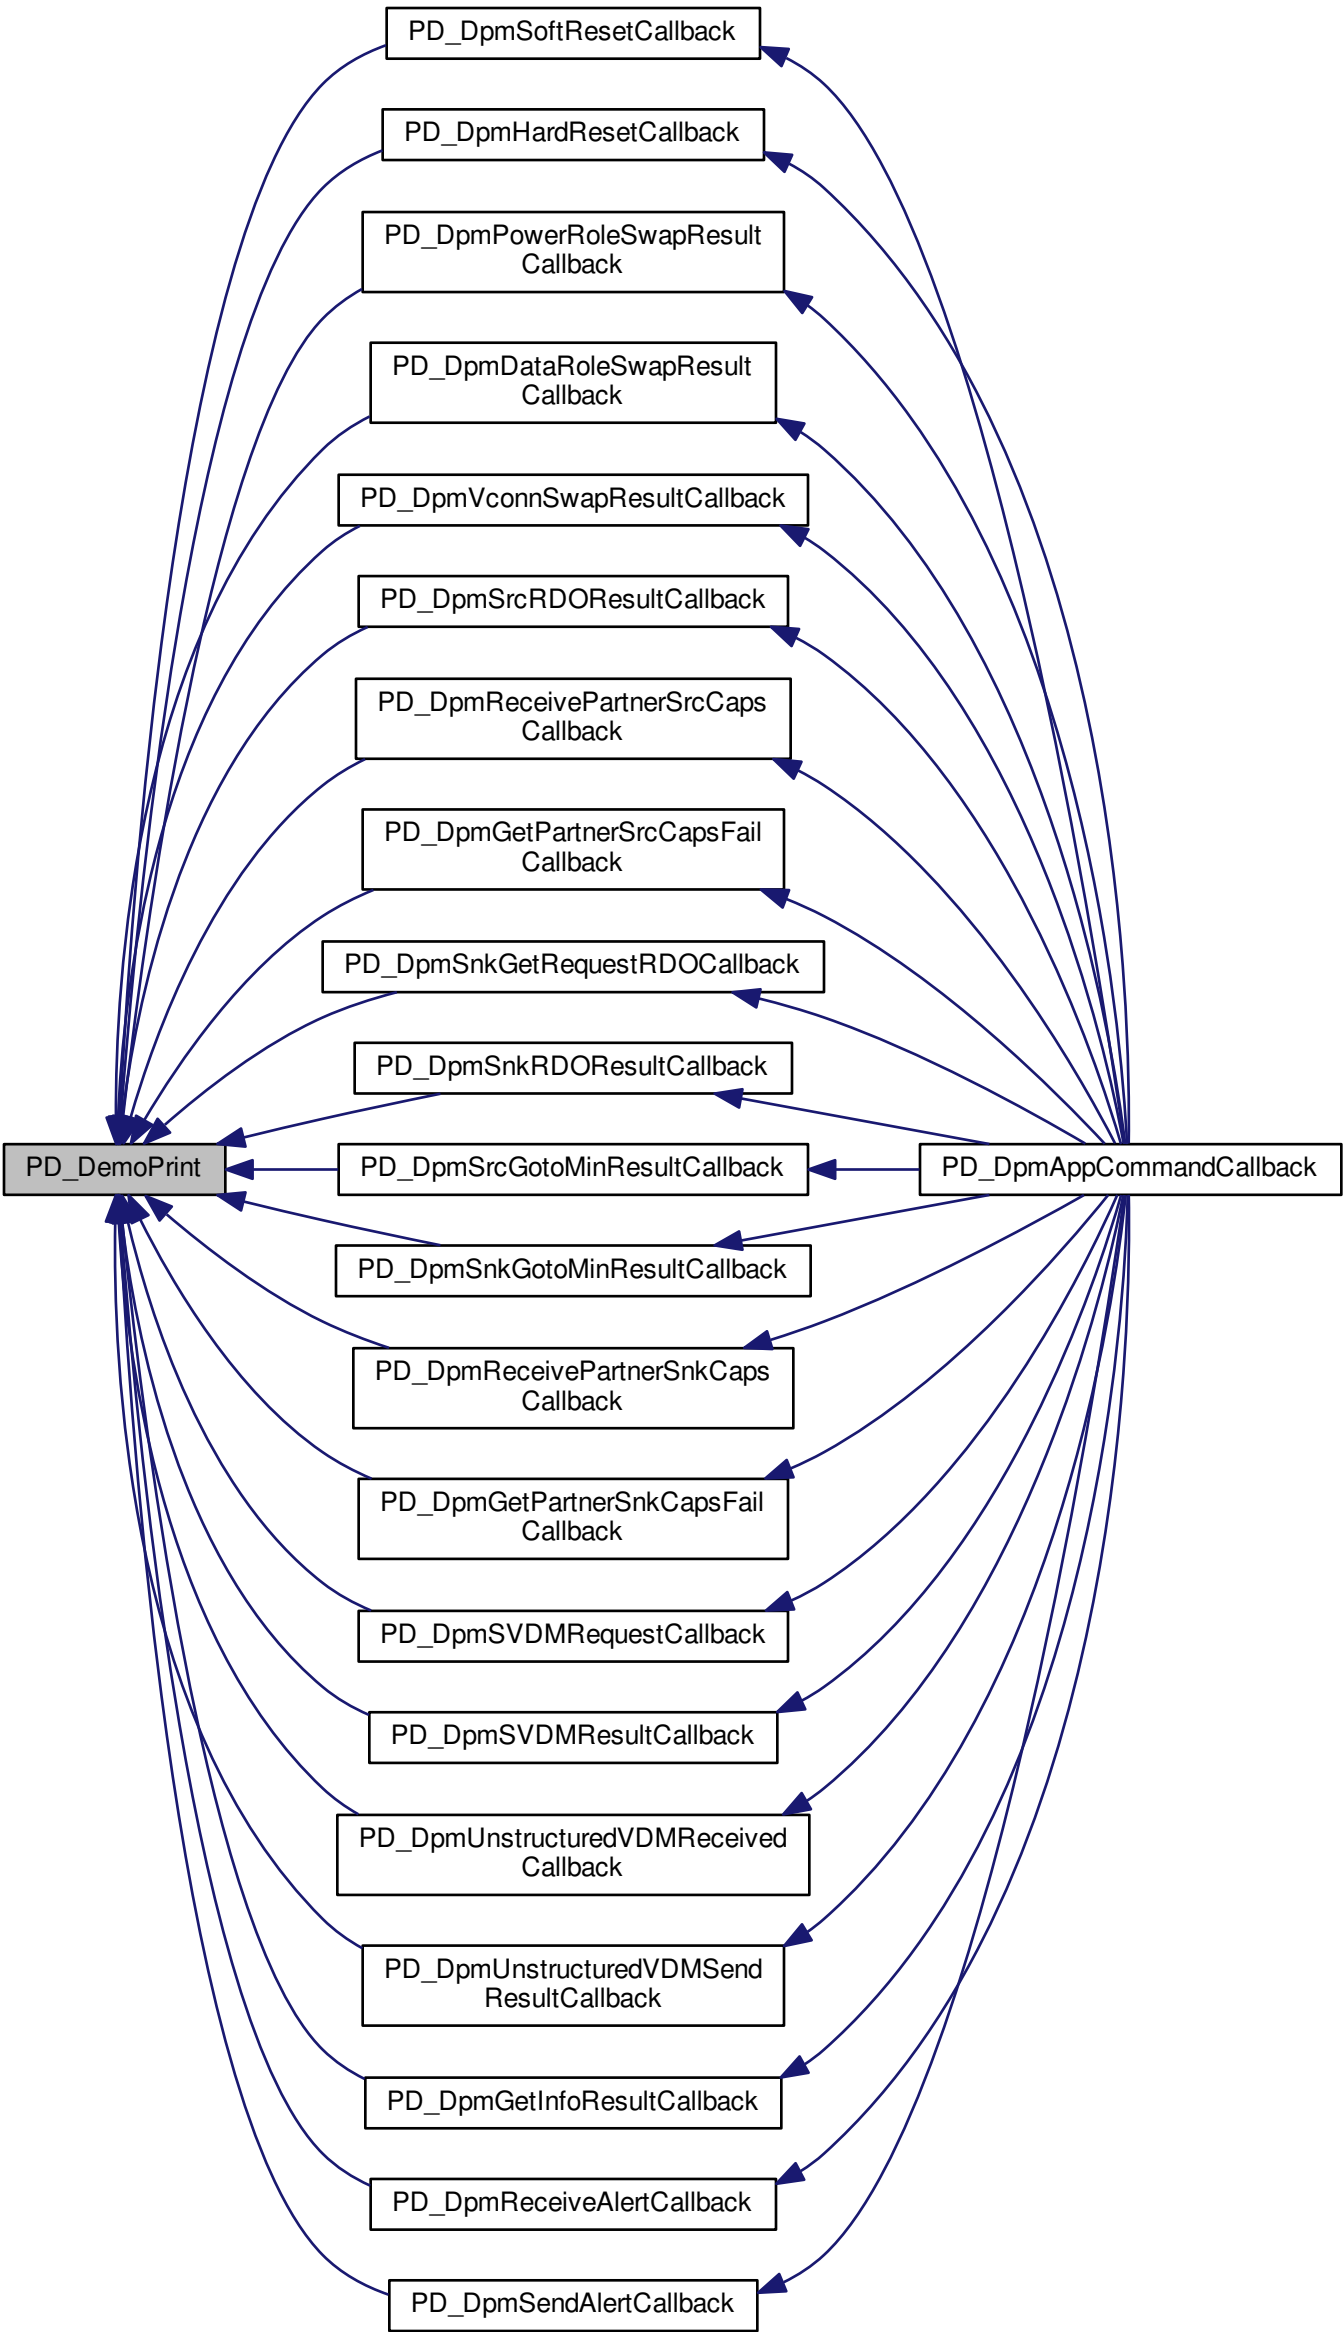 PD_DpmSoftResetCallback
PD_DpmHardResetCallback
PD_DpmPowerRoleSwapResult
Callback
PD_DpmDataRoleSwapResult
Callback
PD_DpmVconnSwapResultCallback
PD_DpmSrcRDOResultCallback
PD_DpmReceivePartnerSrcCaps
Callback
PD_DpmGetPartnerSrcCapsFail
Callback
PD_DpmSnkGetRequestRDOCallback
PD_DpmSnkRDOResultCallback
PD_DemoPrint
PD_DpmSrcGotoMinResultCallback
PD_DpmAppCommandCallback
PD_DpmSnkGotoMinResultCallback
PD_DpmReceivePartnerSnkCaps
Callback
PD_DpmGetPartnerSnkCapsFail
Callback
PD_DpmSVDMRequestCallback
PD_DpmSVDMResultCallback
PD_DpmUnstructuredVDMReceived
Callback
PD_DpmUnstructuredVDMSend
ResultCallback
PD_DpmGetInfoResultCallback
PD_DpmReceiveAlertCallback
PD_DpmSendAlertCallback